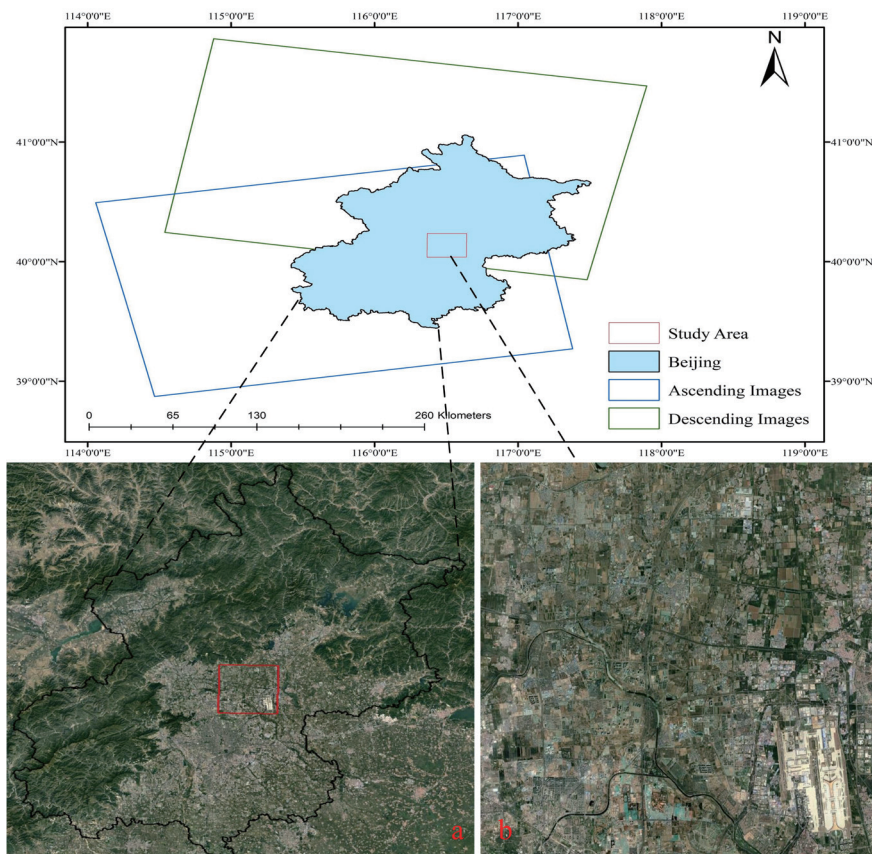 114°0'0"E 115°0'0"E 116°0'0"E 117°0'0"E 118°0'0"E 119°0'0"E
N
41°0'0"N 41°0'0"N
40°0'0"N 40°0'0"N
39°0'0"N 39°0'0"N
Study Area
Beijing
Ascending Images
Descending Images
0 65 130 260 Kilometers
114°0'0"E 115°0'0"E 116°0'0"E 117°0'0"E 118°0'0"E 119°0'0"E
a b